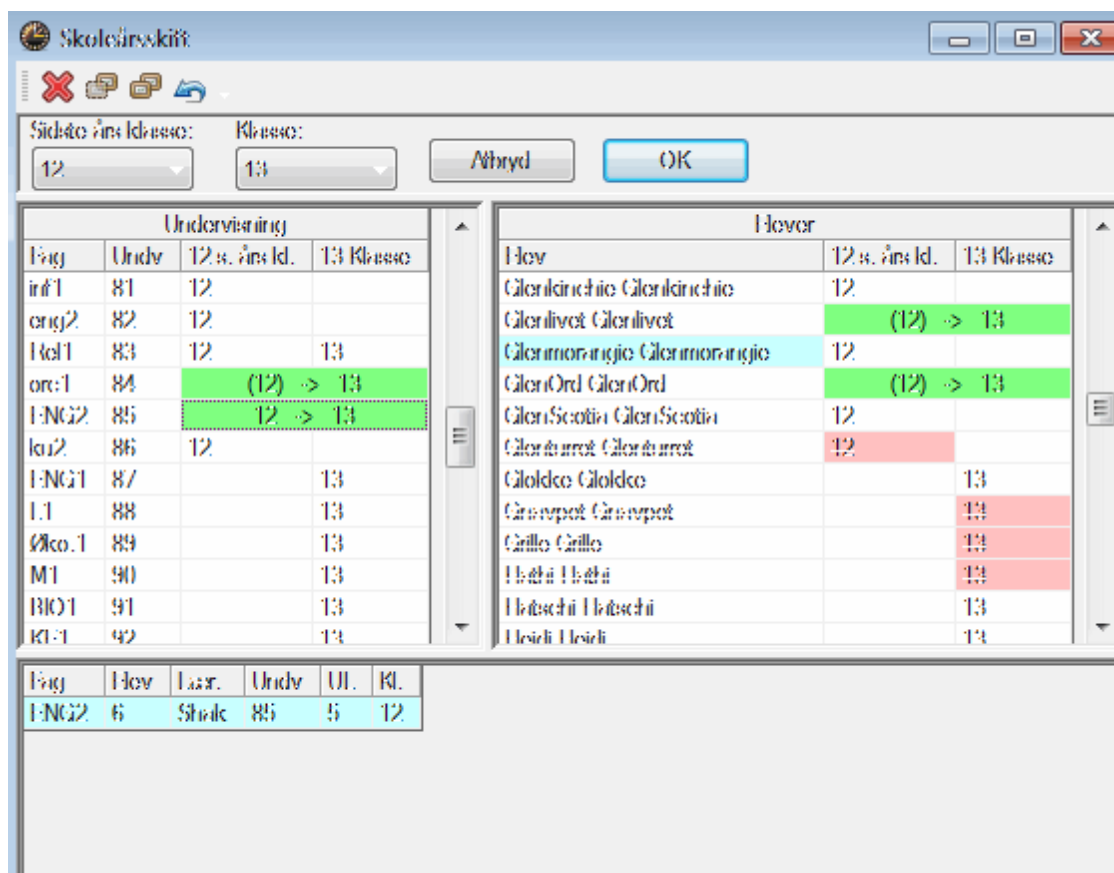 Skoleårsskift
Sidste års klasse: Klasse:
12 13 Afbryd OK
Undervisning
Fag Undv 12 s. års kl. 13 Klasse
inf1 81 12
eng2 82 12
Rel1 83 12 13
orc1 84 (12) -> 13
ENG2 85 12 -> 13
ku2 86 12
ENG1 87 13
L1 88 13
Øko.1 89 13
M1 90 13
BIO1 91 13
92 13
Elever
Elev 12 s. års kl. 13 Klasse
Glenkinchie Glenkinchie 12
Glenlivet Glenlivet (12) -> 13
Glenmorangie Glenmorangie 12
GlenOrd GlenOrd (12) -> 13
GlenScotia GlenScotia 12
Glenturret Glenturret 12
Glokke Glokke 13
13
Grille Grille 13
Hathi Hathi 13
Hatschi Hatschi 13
Heidi Heidi 13
Fag Elev Lær. Undv Ut. Kl.
ENG2 6 Shak 85 5 12